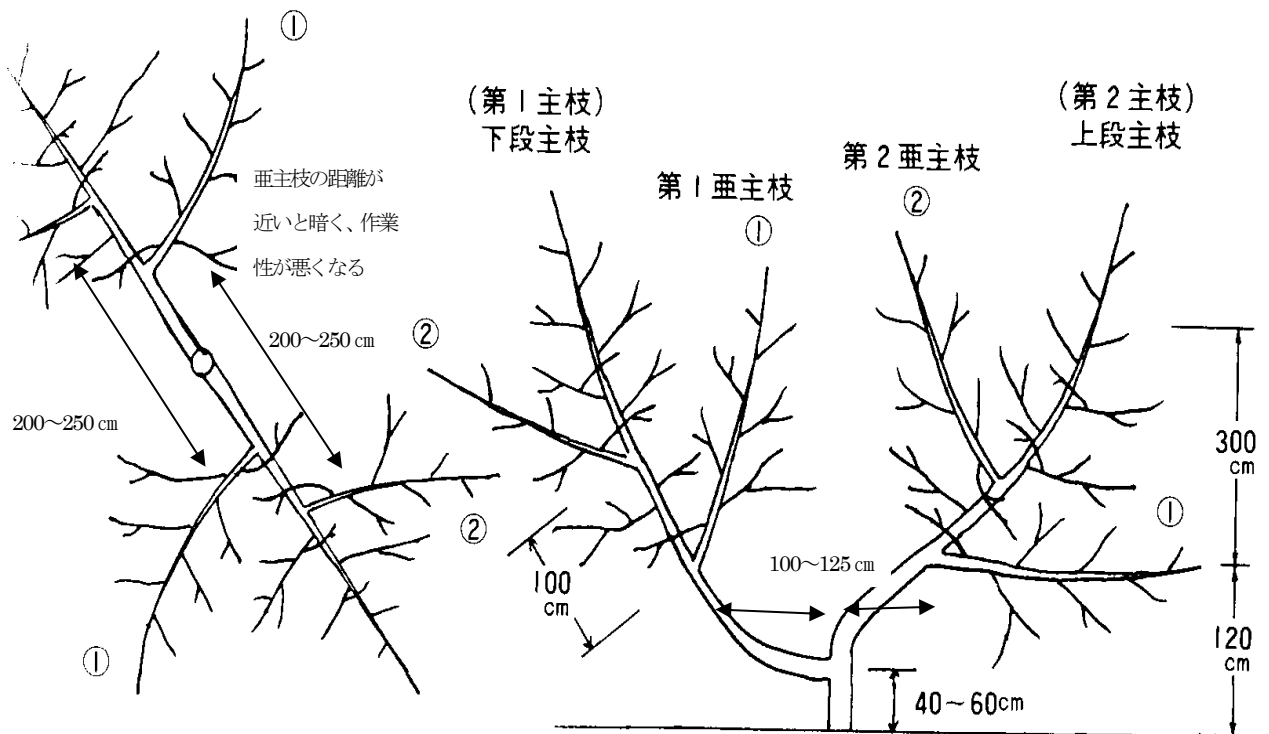 ①
亜主枝の距離が
近いと暗く、作業
性が悪くなる
200～250㎝
200～250㎝
②
①
(第1主枝)
下段主枝
第1亜主枝
①
第2亜主枝
②
(第2主枝)
上段主枝
②
①
100
cm
100～125㎝
40～60cm
300
cm
120
cm